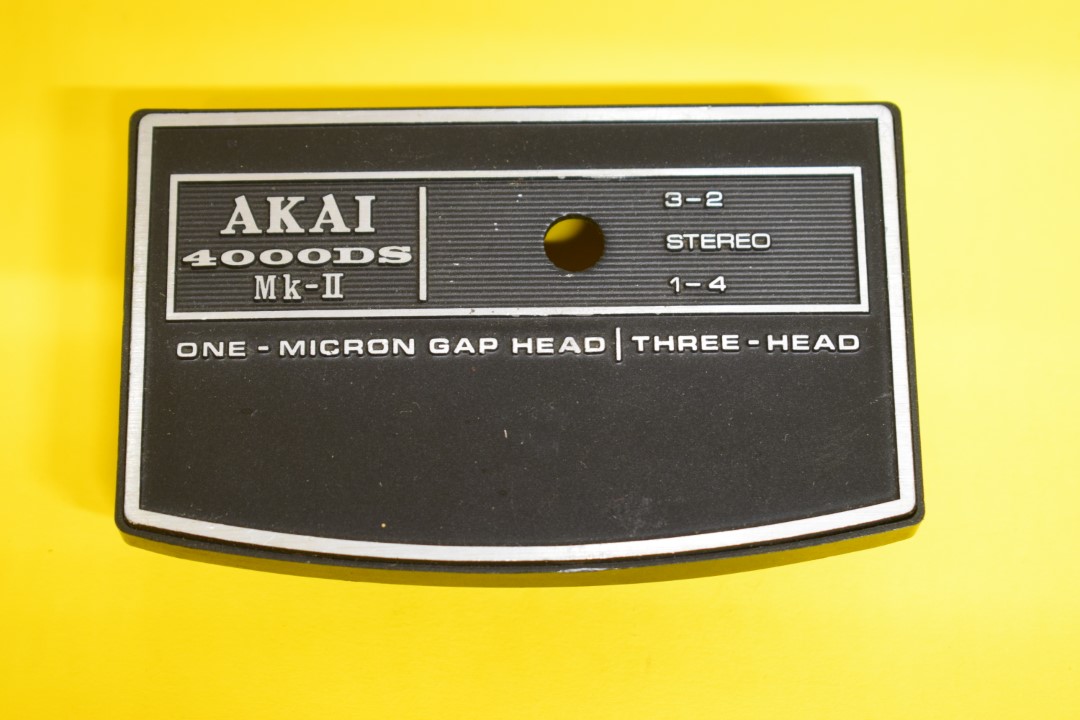 AKAI
4000DS
Mk-II
3-2
STEREO
1-4
ONE-MICRON GAP HEAD | THREE-HEAD